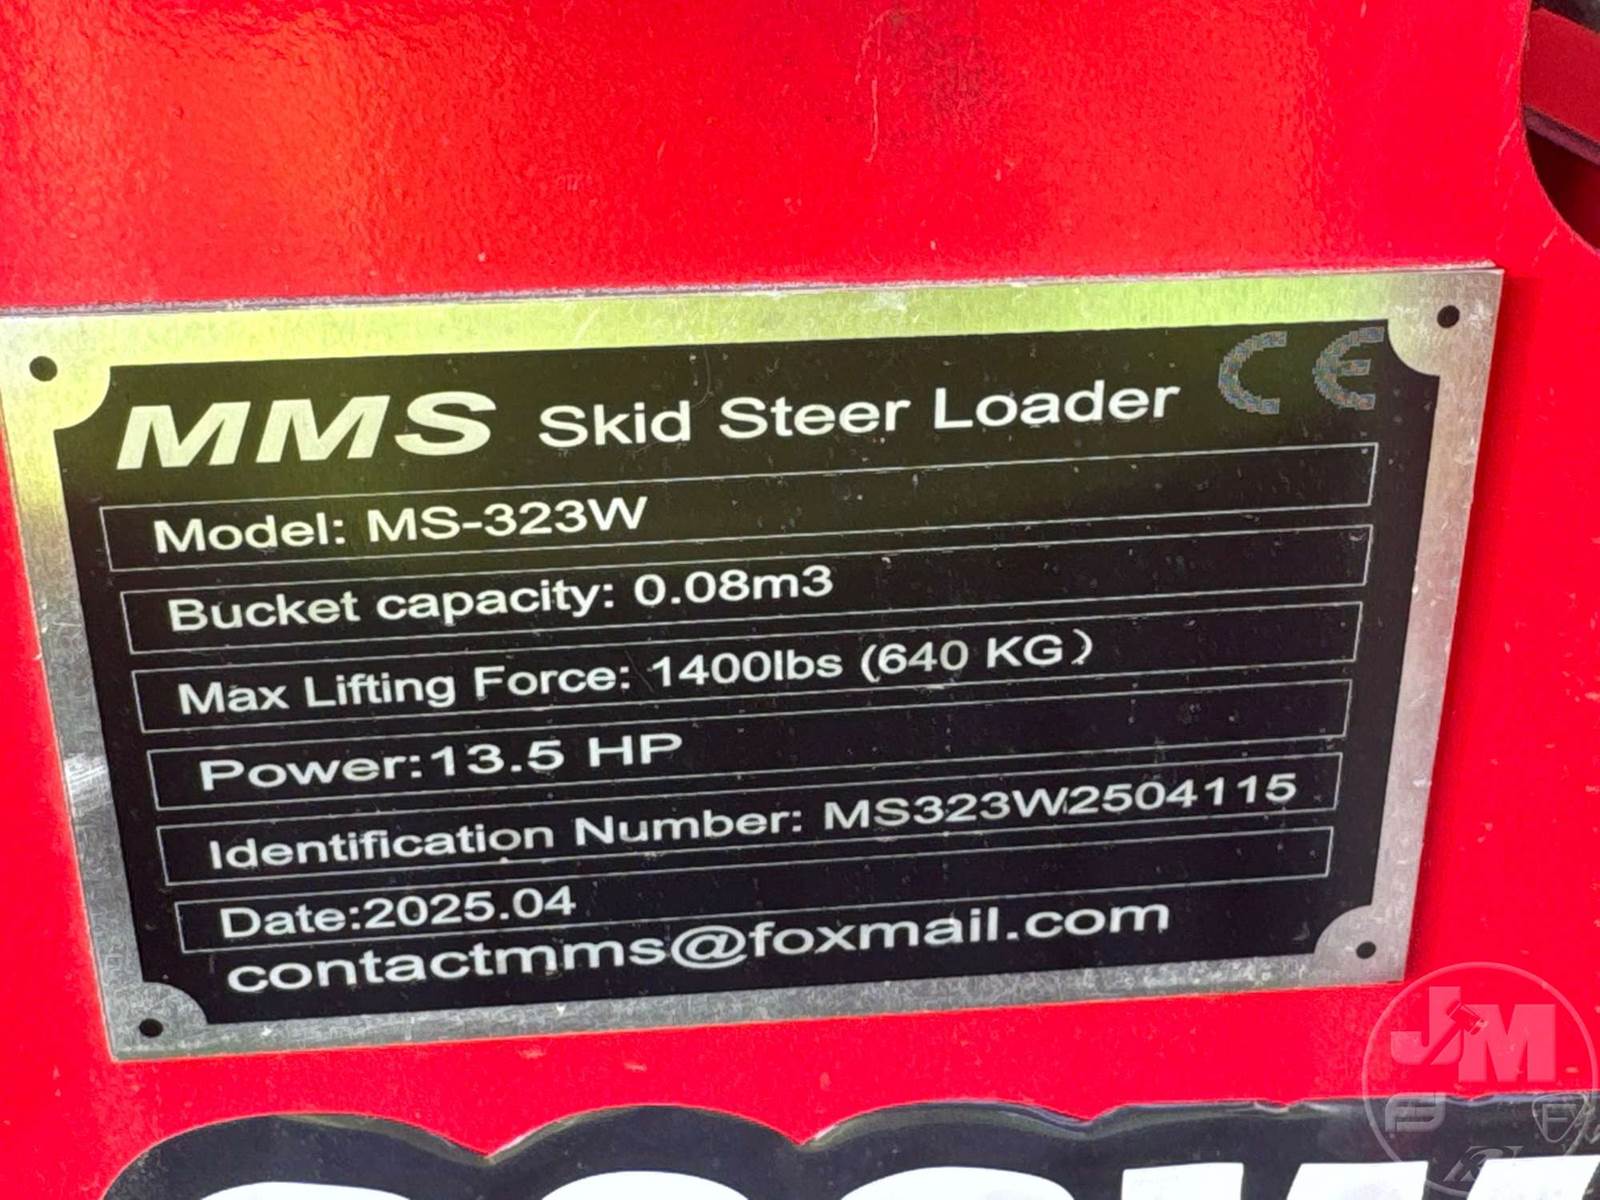 MMS Skid Steer Loader CE
Model: MS-323W
Bucket capacity: 0.08m3
Max Lifting Force: 1400lbs (640 KG)
Power:13.5 HP
Identification Number: MS323W2504115
Date:2025.04
contactmms@foxmail.com
JM